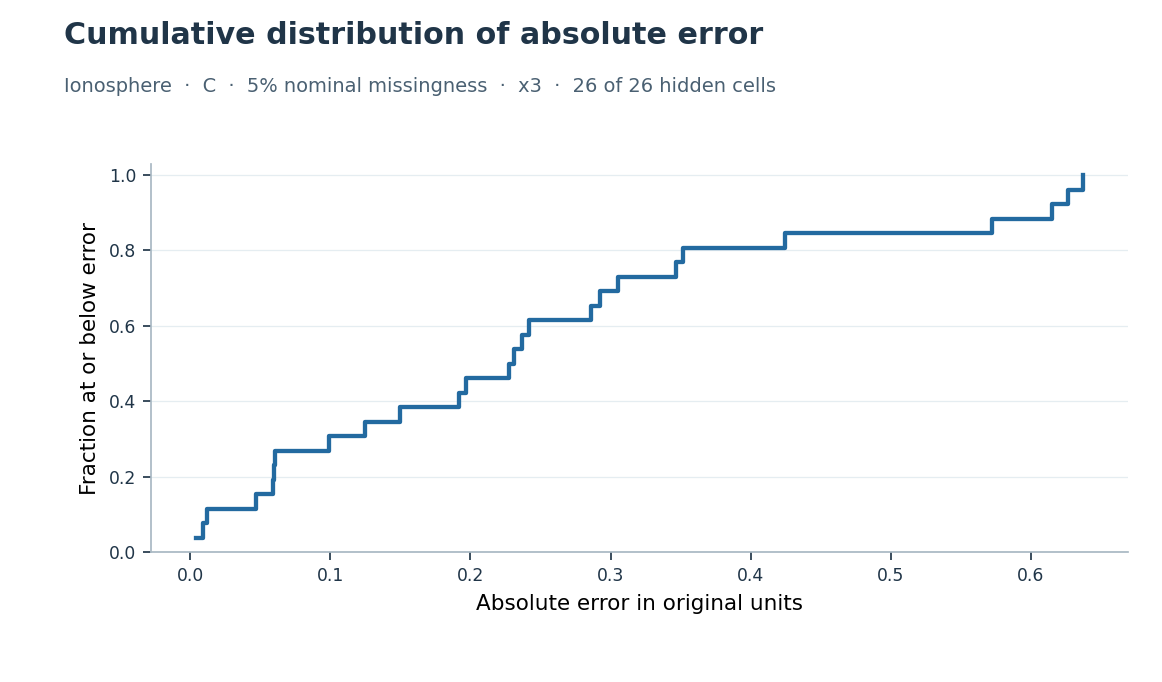 Cumulative distribution of absolute error
Ionosphere · C · 5% nominal missingness · x3 · 26 of 26 hidden cells
Fraction at or below error
1.0
0.8
0.6
0.4
0.2
0.0
0.0 0.1 0.2 0.3 0.4 0.5 0.6
Absolute error in original units